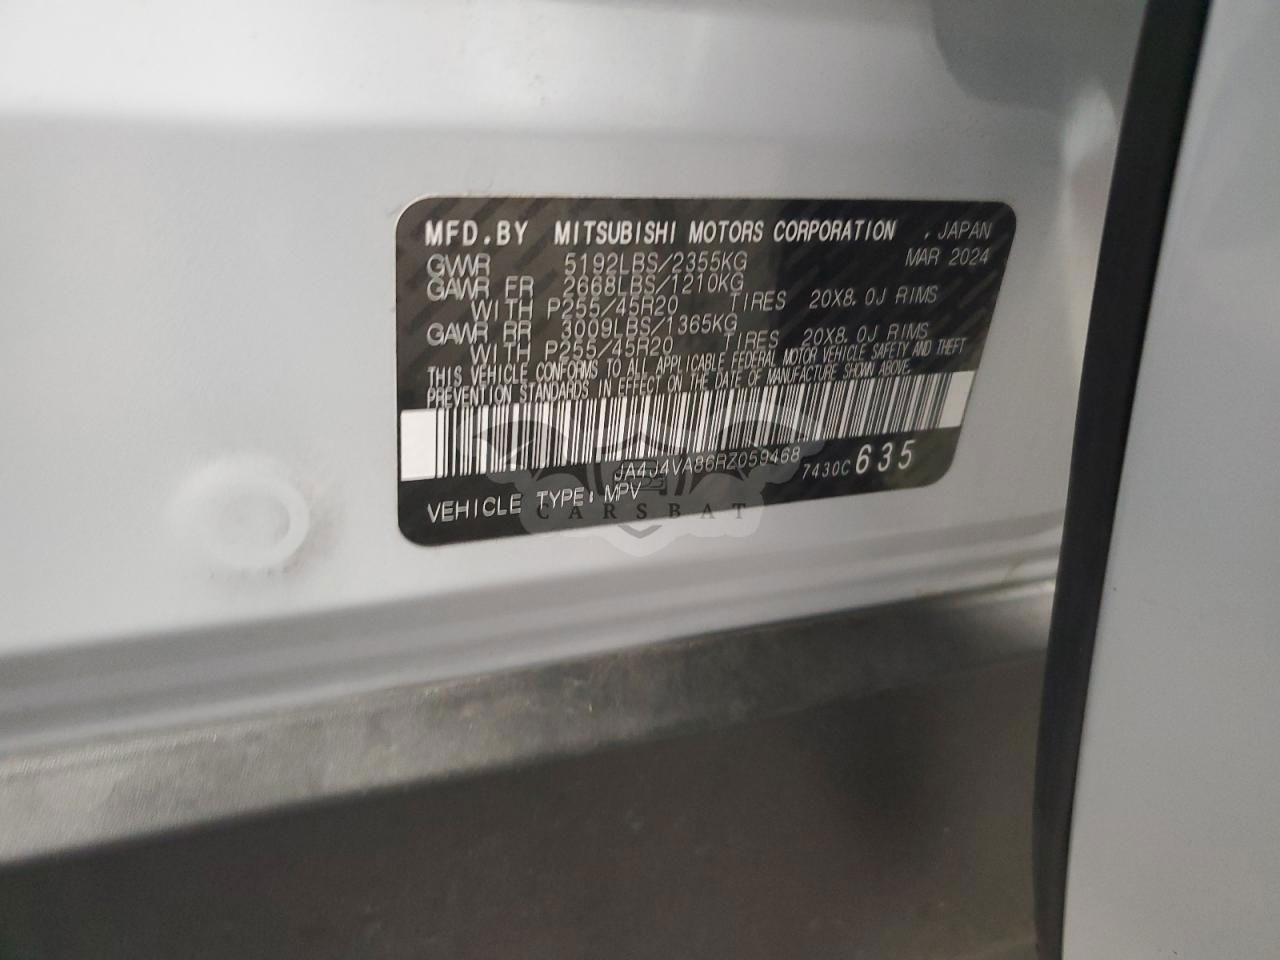 MFD.BY MITSUBISHI MOTORS CORPORATION , JAPAN
GVWR 5192LBS/2355KG MAR 2024
GAWR FR 2668LBS/1210KG
WITH P255/45R20 TIRES 20X8.0J RIMS
GAWR RR 3009LBS/1365KG
WITH P255/45R20 TIRES 20X8.0J RIMS
THIS VEHICLE CONFORMS TO ALL APPLICABLE FEDERAL MOTOR VEHICLE SAFETY AND THEFT
PREVENTION STANDARDS IN EFFECT ON THE DATE OF MANUFACTURE SHOWN ABOVE.
JA4J4VA86RZ059468 7430C 635
VEHICLE TYPE: MPV
CARSBAT